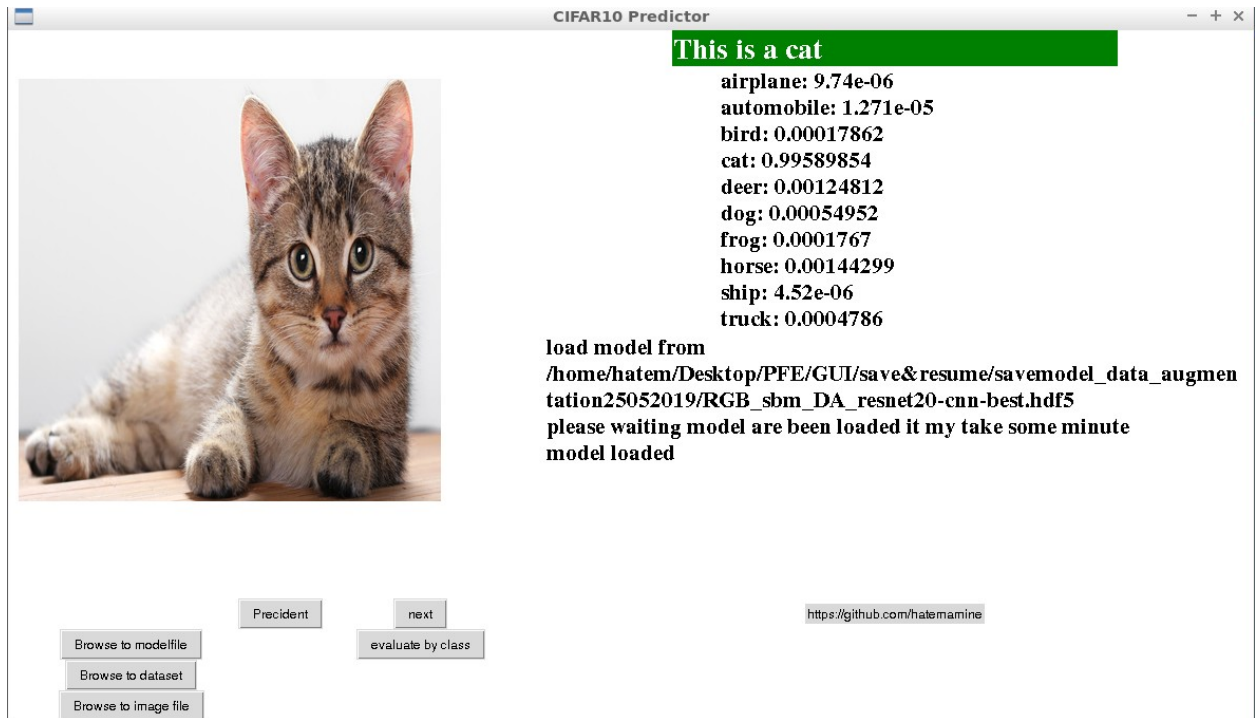 CIFAR10 Predictor
This is a cat
airplane: 9.74e-06
automobile: 1.271e-05
bird: 0.00017862
cat: 0.99589854
deer: 0.00124812
dog: 0.00054952
frog: 0.0001767
horse: 0.00144299
ship: 4.52e-06
truck: 0.0004786
load model from
/home/hatem/Desktop/PFE/GUI/save&resume/savemodel_data_augmen
tation25052019/RGB_sbm_DA_resnet20-cnn-best.hdf5
please waiting model are been loaded it my take some minute
model loaded
Precident
next
https://github.com/hatemamine
Browse to modelfile
evaluate by class
Browse to dataset
Browse to image file